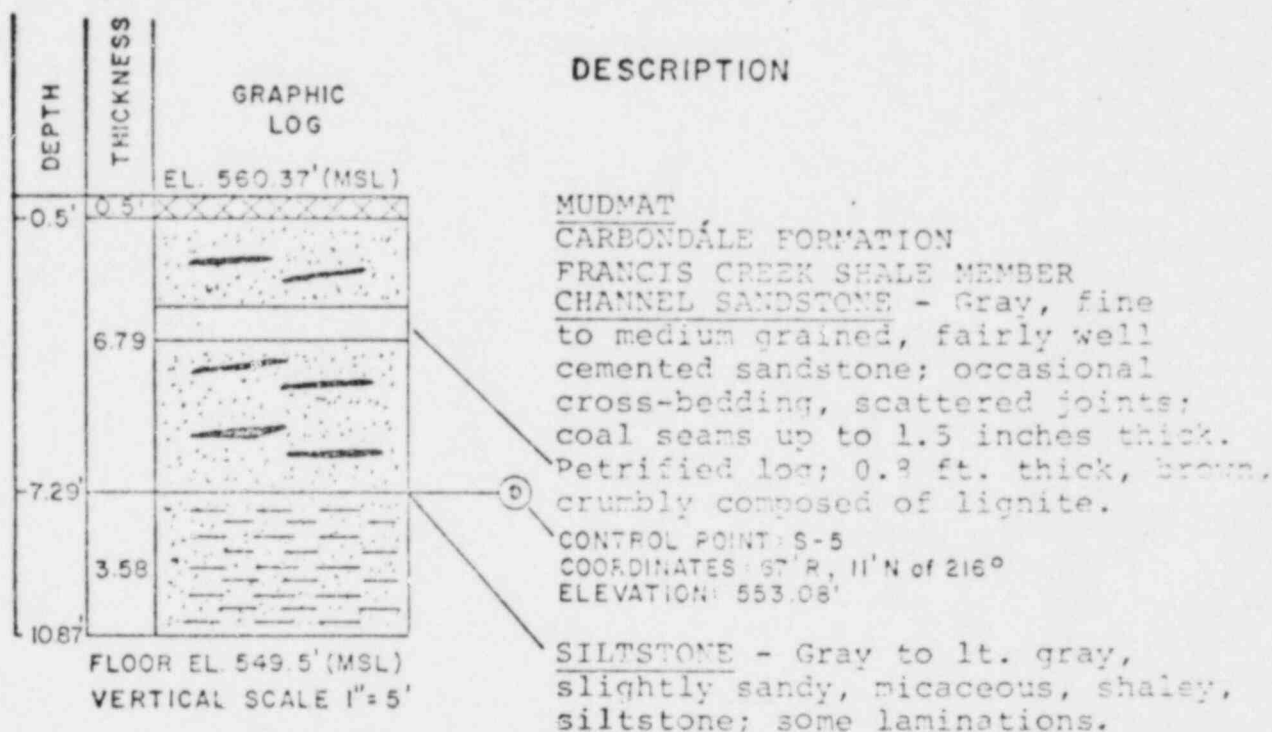 DEPTH
THICKNESS
GRAPHIC
LOG
DESCRIPTION
EL. 560.37' (MSL)
0.5'
0.5'
6.79
7.29'
3.58
10.87'
FLOOR EL. 549.5' (MSL)
VERTICAL SCALE 1"= 5'
MUDMAT
CARBONDALE FORMATION
FRANCIS CREEK SHALE MEMBER
CHANNEL SANDSTONE - Gray, fine
to medium grained, fairly well
cemented sandstone; occasional
cross-bedding, scattered joints;
coal seams up to 1.5 inches thick.
Petrified log; 0.8 ft. thick, brown,
crumbly composed of lignite.
CONTROL POINT: S-5
COORDINATES: 67'R, 11'N of 216°
ELEVATION: 553.08'
SILTSTONE - Gray to lt. gray,
slightly sandy, micaceous, shaley,
siltstone; some laminations.